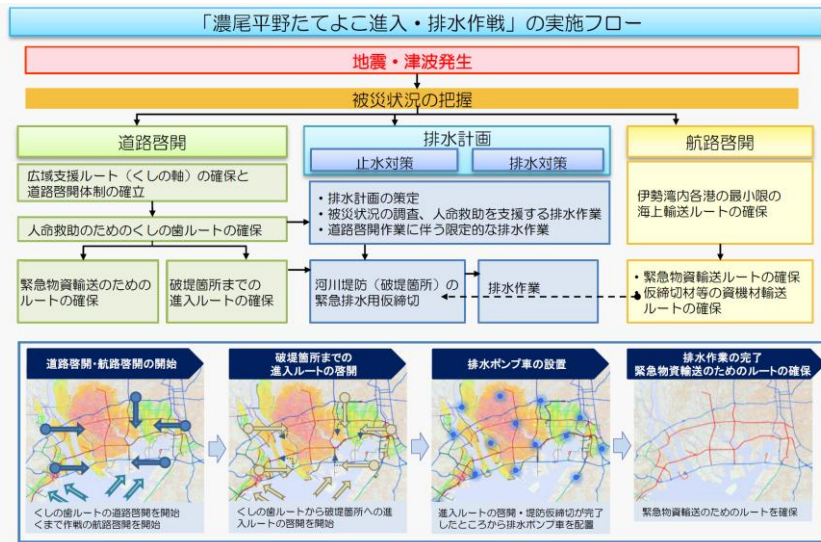 「濃尾平野たてよこ進入・排水作戦」の実施フロー
地震・津波発生
被災状況の把握
道路啓開
広域支援ルート（くしの軸）の確保と
道路啓開体制の確立
人命救助のためのくしの歯ルートの確保
緊急物資輸送のための
ルートの確保
破堤箇所までの
進入ルートの確保
排水計画
止水対策
排水対策
・排水計画の策定
・被災状況の調査、人命救助を支援する排水作業
・道路啓開作業に伴う限定的な排水作業
河川堤防（破堤箇所）の
緊急排水用仮締切
排水作業
航路啓開
伊勢湾内各港の最小限の
海上輸送ルートの確保
・緊急物資輸送ルートの確保
・仮締切材等の資機材輸送
ルートの確保
道路啓開・航路啓開の開始
くしの歯ルートの道路啓開を開始
くまで作戦の航路啓開を開始
破堤箇所までの
進入ルートの啓開
くしの歯ルートから破堤箇所への進
入ルートの啓開を開始
排水ポンプ車の設置
進入ルートの啓開・堤防仮締切が完了
したところから排水ポンプ車を配置
排水作業の完了
緊急物資輸送のためのルートの確保
緊急物資輸送のためのルートを確保